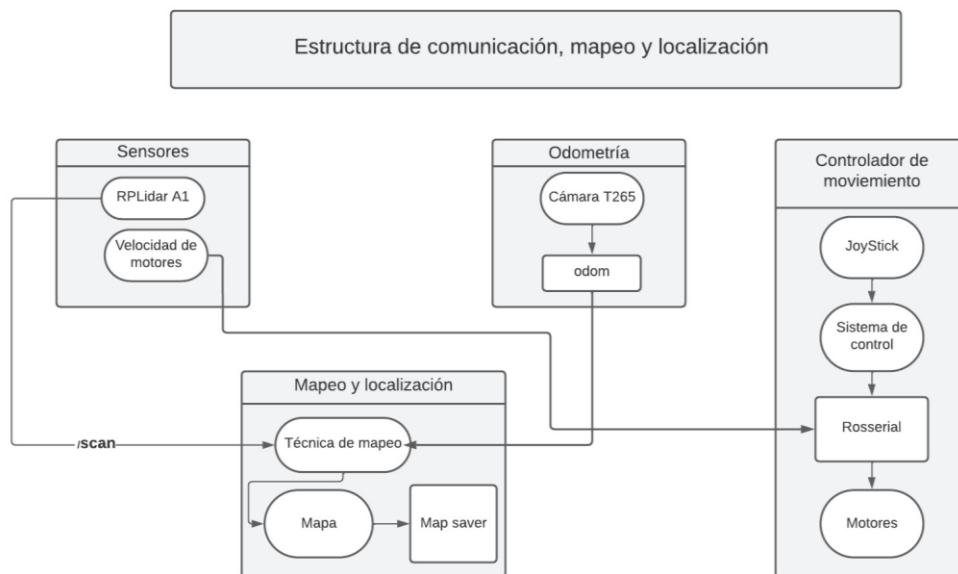 Estructura de comunicación, mapeo y localización
Sensores
RPLidar A1
Velocidad de
motores
Odometría
Cámara T265
odom
Controlador de
moviemiento
JoyStick
Sistema de
control
Rosserial
Motores
Mapeo y localización
/scan
Técnica de mapeo
Mapa
Map saver